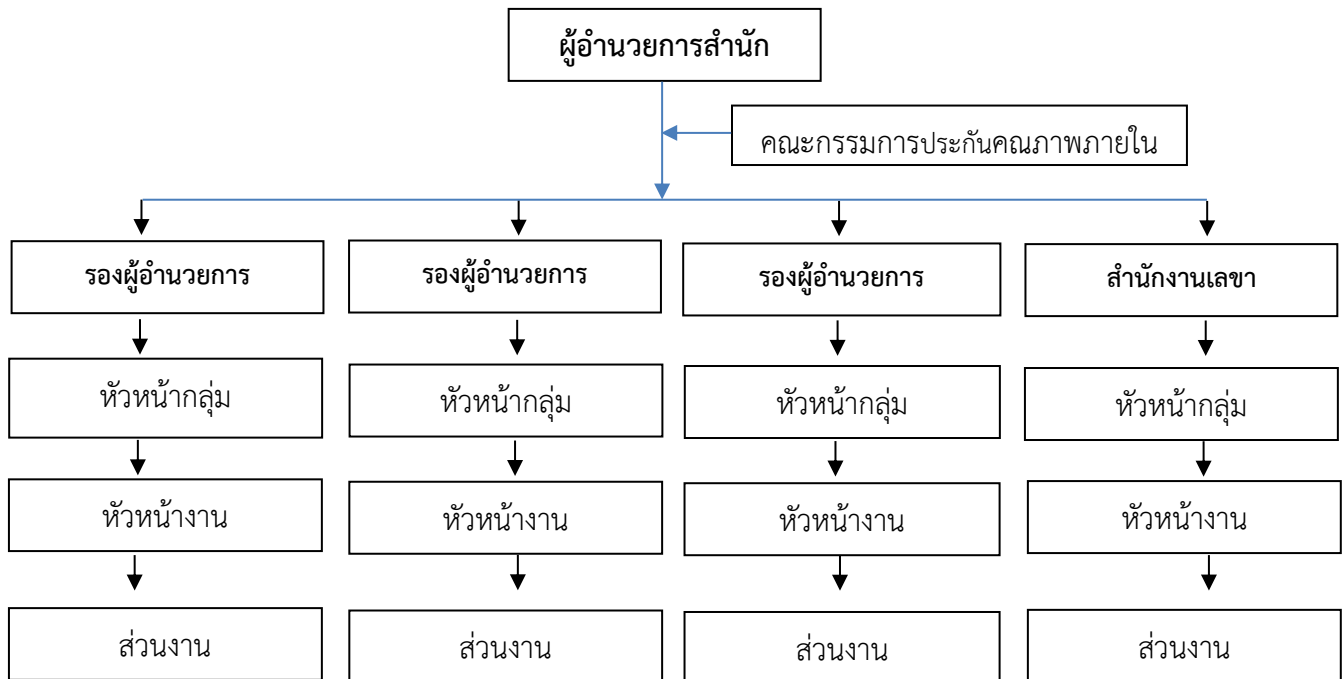 ผู้อำนวยการสำนัก
คณะกรรมการประกันคุณภาพภายใน
รองผู้อำนวยการ
รองผู้อำนวยการ
รองผู้อำนวยการ
สำนักงานเลขา
หัวหน้ากลุ่ม
หัวหน้ากลุ่ม
หัวหน้ากลุ่ม
หัวหน้ากลุ่ม
หัวหน้างาน
หัวหน้างาน
หัวหน้างาน
หัวหน้างาน
ส่วนงาน
ส่วนงาน
ส่วนงาน
ส่วนงาน